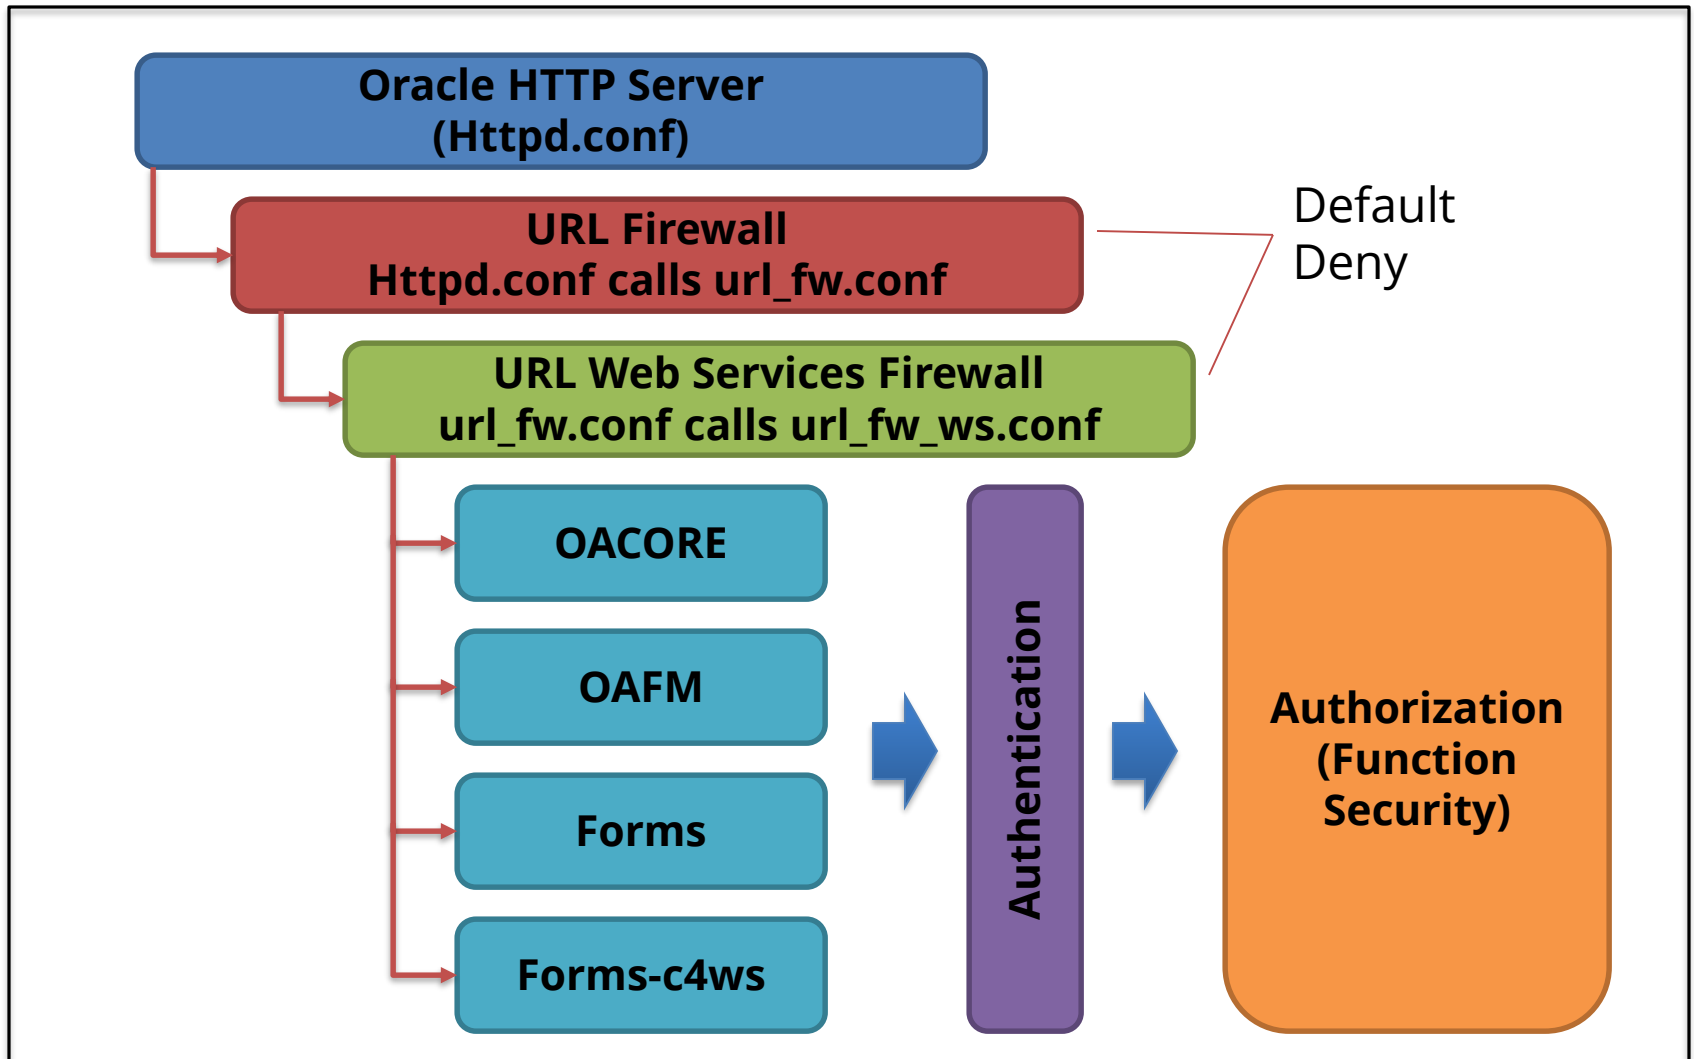 Oracle HTTP Server
(Httpd.conf)
URL Firewall
Httpd.conf calls url_fw.conf
Default
Deny
URL Web Services Firewall
url_fw.conf calls url_fw_ws.conf
OACORE
OAFM
Forms
Forms-c4ws
Authentication
Authorization
(Function
Security)